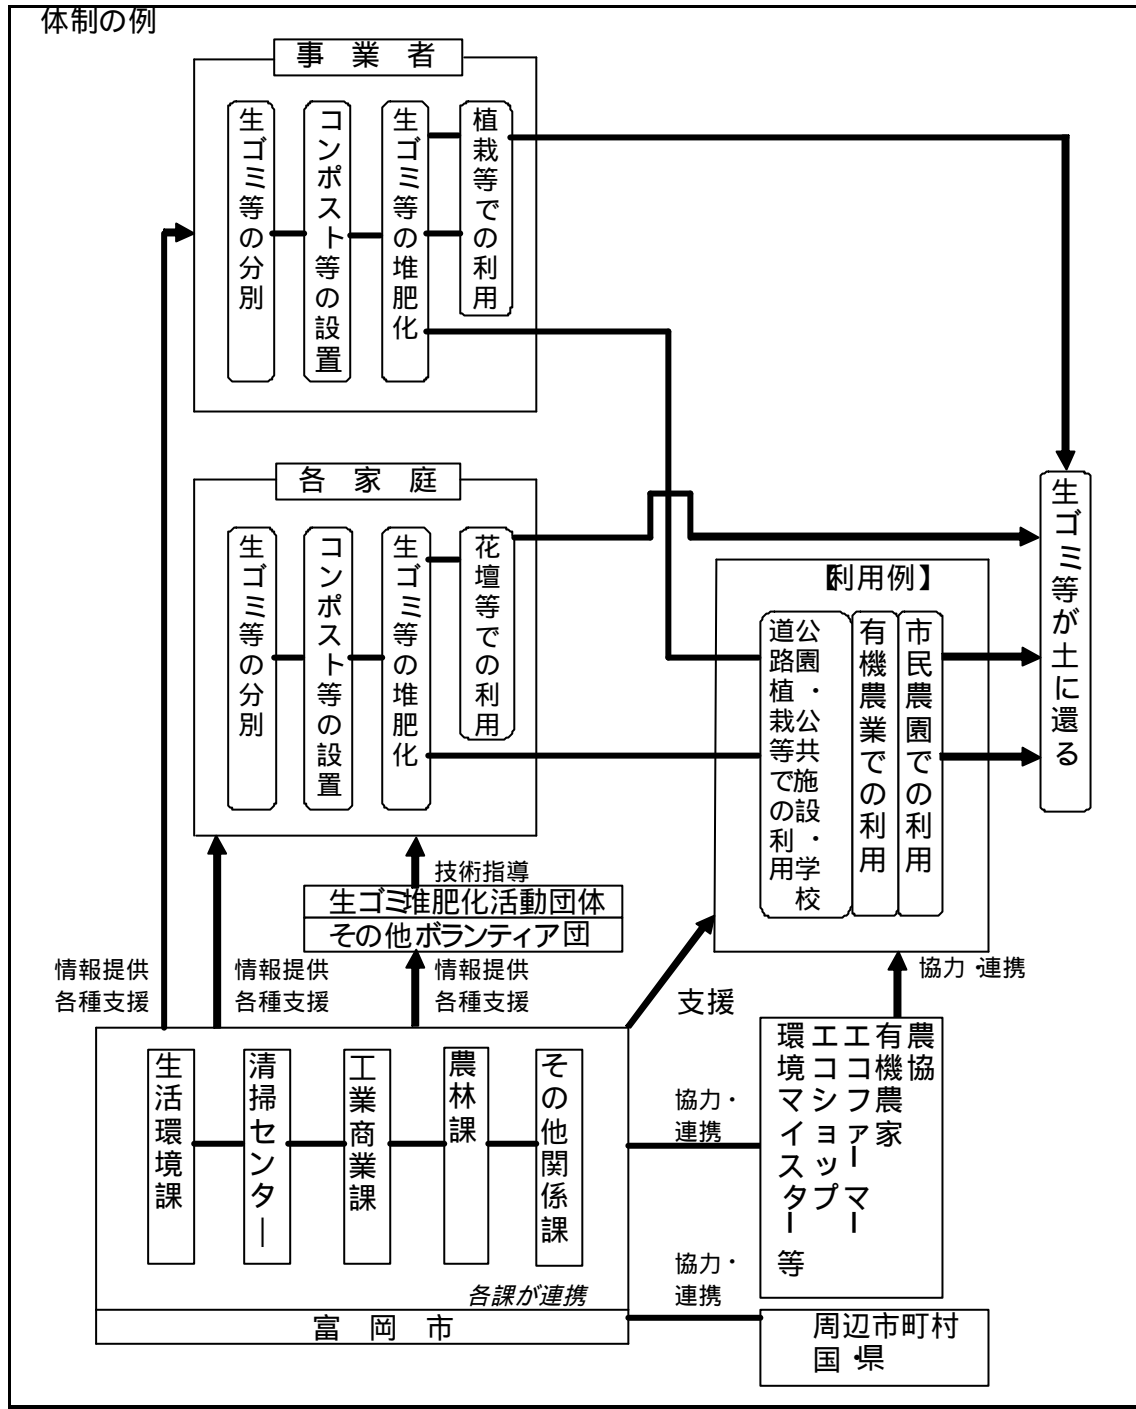 体制の例
事 業 者
生ゴミ等の分別
コンポスト等の設置
生ゴミ等の堆肥化
植栽等での利用
各 家 庭
生ゴミ等の分別
コンポスト等の設置
生ゴミ等の堆肥化
花壇等での利用
生ゴミ等が土に還る
【利用例】
公園・公共施設・学校
道路植栽等での利用
有機農業での利用
市民農園での利用
技術指導
生ゴミ堆肥化活動団体
その他ボランティア団
情報提供
各種支援
情報提供
各種支援
情報提供
各種支援
支援
協力・連携
生活環境課
清掃センター
工業商業課
農林課
その他関係課
各課が連携
富 岡 市
協力・
連携
農協
有機農家
エコファーマー
エコショップ
環境マイスター等
協力・
連携
周辺市町村
国・県